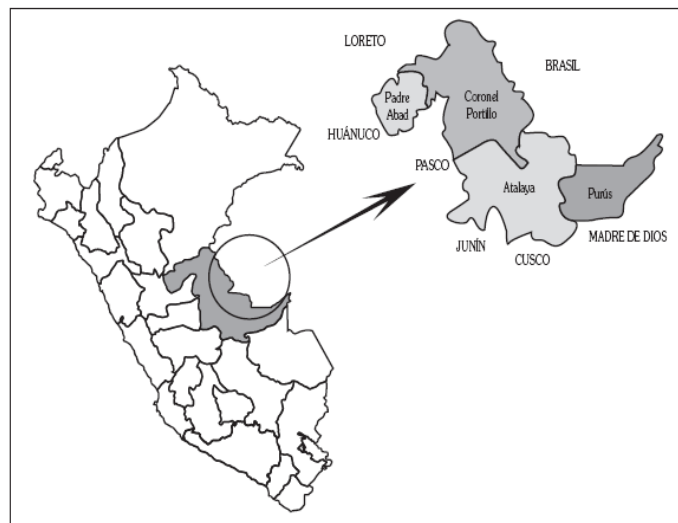 LORETO
BRASIL
Padre
Abad
Coronel
Portillo
HUÁNUCO
PASCO
Atalaya
Purús
JUNÍN
CUSCO
MADRE DE DIOS